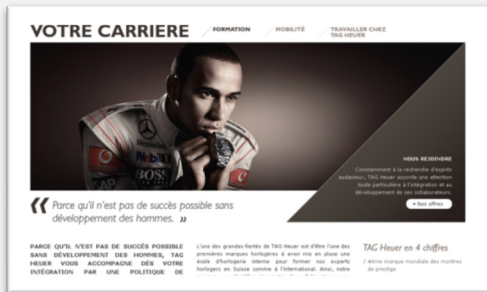 VOTRE CARRIERE
FORMATION
MOBILITÉ
TRAVAILLER CHEZ
TAG HEUER
Mobil
BOSS
NOUS REJOINDRE
Constamment à la recherche d'esprits
audacieux, TAG Heuer accorde une attention
toute particulière à l'intégration et au
développement de ses collaborateurs.
Nos offres
Parce qu'il n'est pas de succès possible sans
développement des hommes.
PARCE QU'IL N'EST PAS DE SUCCÈS POSSIBLE
SANS DÉVELOPPEMENT DES HOMMES, TAG
HEUER VOUS ACCOMPAGNE DÈS VOTRE
INTÉGRATION PAR UNE POLITIQUE DE
L'une des grandes fiertés de TAG Heuer est d'être l'une des
premières marques horlogères à avoir mis en place une
école d'horlogerie interne pour former nos experts
horlogers en Suisse comme à l'international. Ainsi, notre
TAG Heuer en 4 chiffres
/ 4ème marque mondiale des montres
de prestige